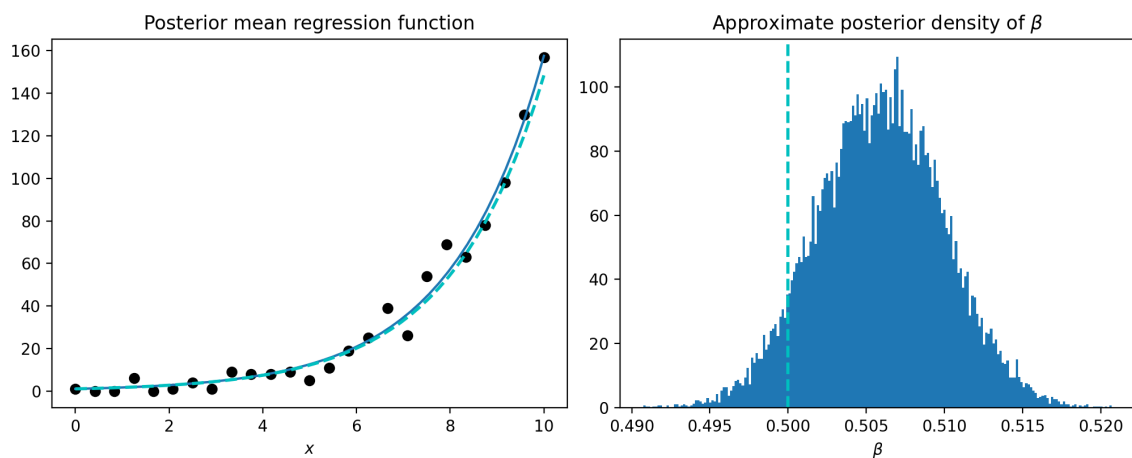 Posterior mean regression function
160
140
120
100
80
60
40
20
0
0 2 4 6 8 10
x
Approximate posterior density of β
100
80
60
40
20
0
0.490 0.495 0.500 0.505 0.510 0.515 0.520
β